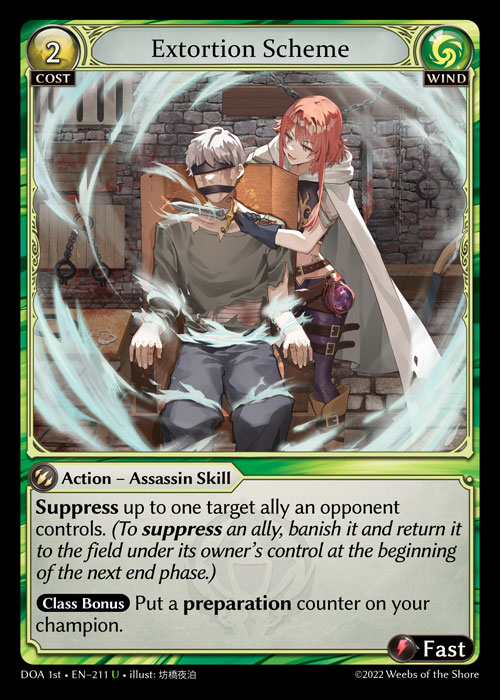 2
Extortion Scheme
COST
WIND
Action – Assassin Skill
Suppress up to one target ally an opponent
controls. (To suppress an ally, banish it and return it
to the field under its owner's control at the beginning
of the next end phase.)
Class Bonus Put a preparation counter on your
champion.
Fast
DOA 1st • EN–211 U • illust: 坊橋夜泊
©2022 Weebs of the Shore